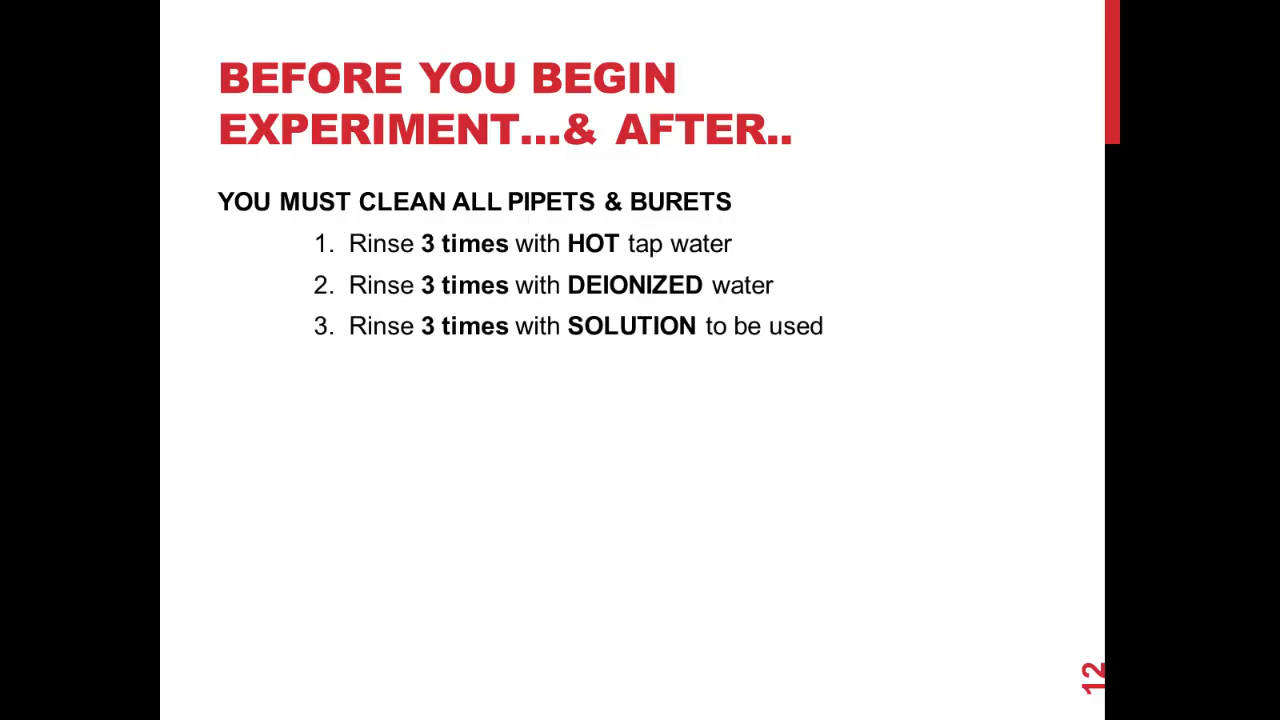 BEFORE YOU BEGIN
EXPERIMENT...& AFTER..
YOU MUST CLEAN ALL PIPETS & BURETS
1. Rinse 3 times with HOT tap water
2. Rinse 3 times with DEIONIZED water
3. Rinse 3 times with SOLUTION to be used
12